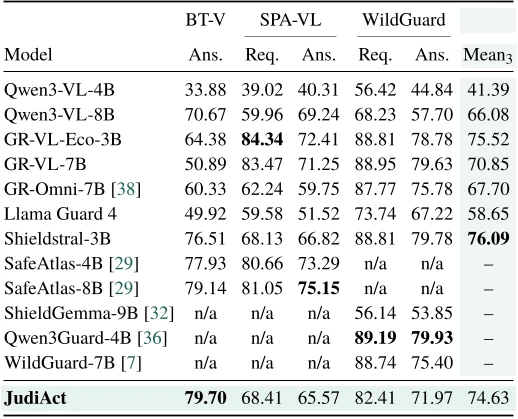 BT-V SPA-VL WildGuard
Model Ans. Req. Ans. Req. Ans. Mean3
Qwen3-VL-4B 33.88 39.02 40.31 56.42 44.84 41.39
Qwen3-VL-8B 70.67 59.96 69.24 68.23 57.70 66.08
GR-VL-Eco-3B 64.38 84.34 72.41 88.81 78.78 75.52
GR-VL-7B 50.89 83.47 71.25 88.95 79.63 70.85
GR-Omni-7B [38] 60.33 62.24 59.75 87.77 75.78 67.70
Llama Guard 4 49.92 59.58 51.52 73.74 67.22 58.65
Shieldstral-3B 76.51 68.13 66.82 88.81 79.78 76.09
SafeAtlas-4B [29] 77.93 80.66 73.29 n/a n/a –
SafeAtlas-8B [29] 79.14 81.05 75.15 n/a n/a –
ShieldGemma-9B [32] n/a n/a n/a 56.14 53.85 –
Qwen3Guard-4B [36] n/a n/a n/a 89.19 79.93 –
WildGuard-7B [7] n/a n/a n/a 88.74 75.40 –
JudiAct 79.70 68.41 65.57 82.41 71.97 74.63